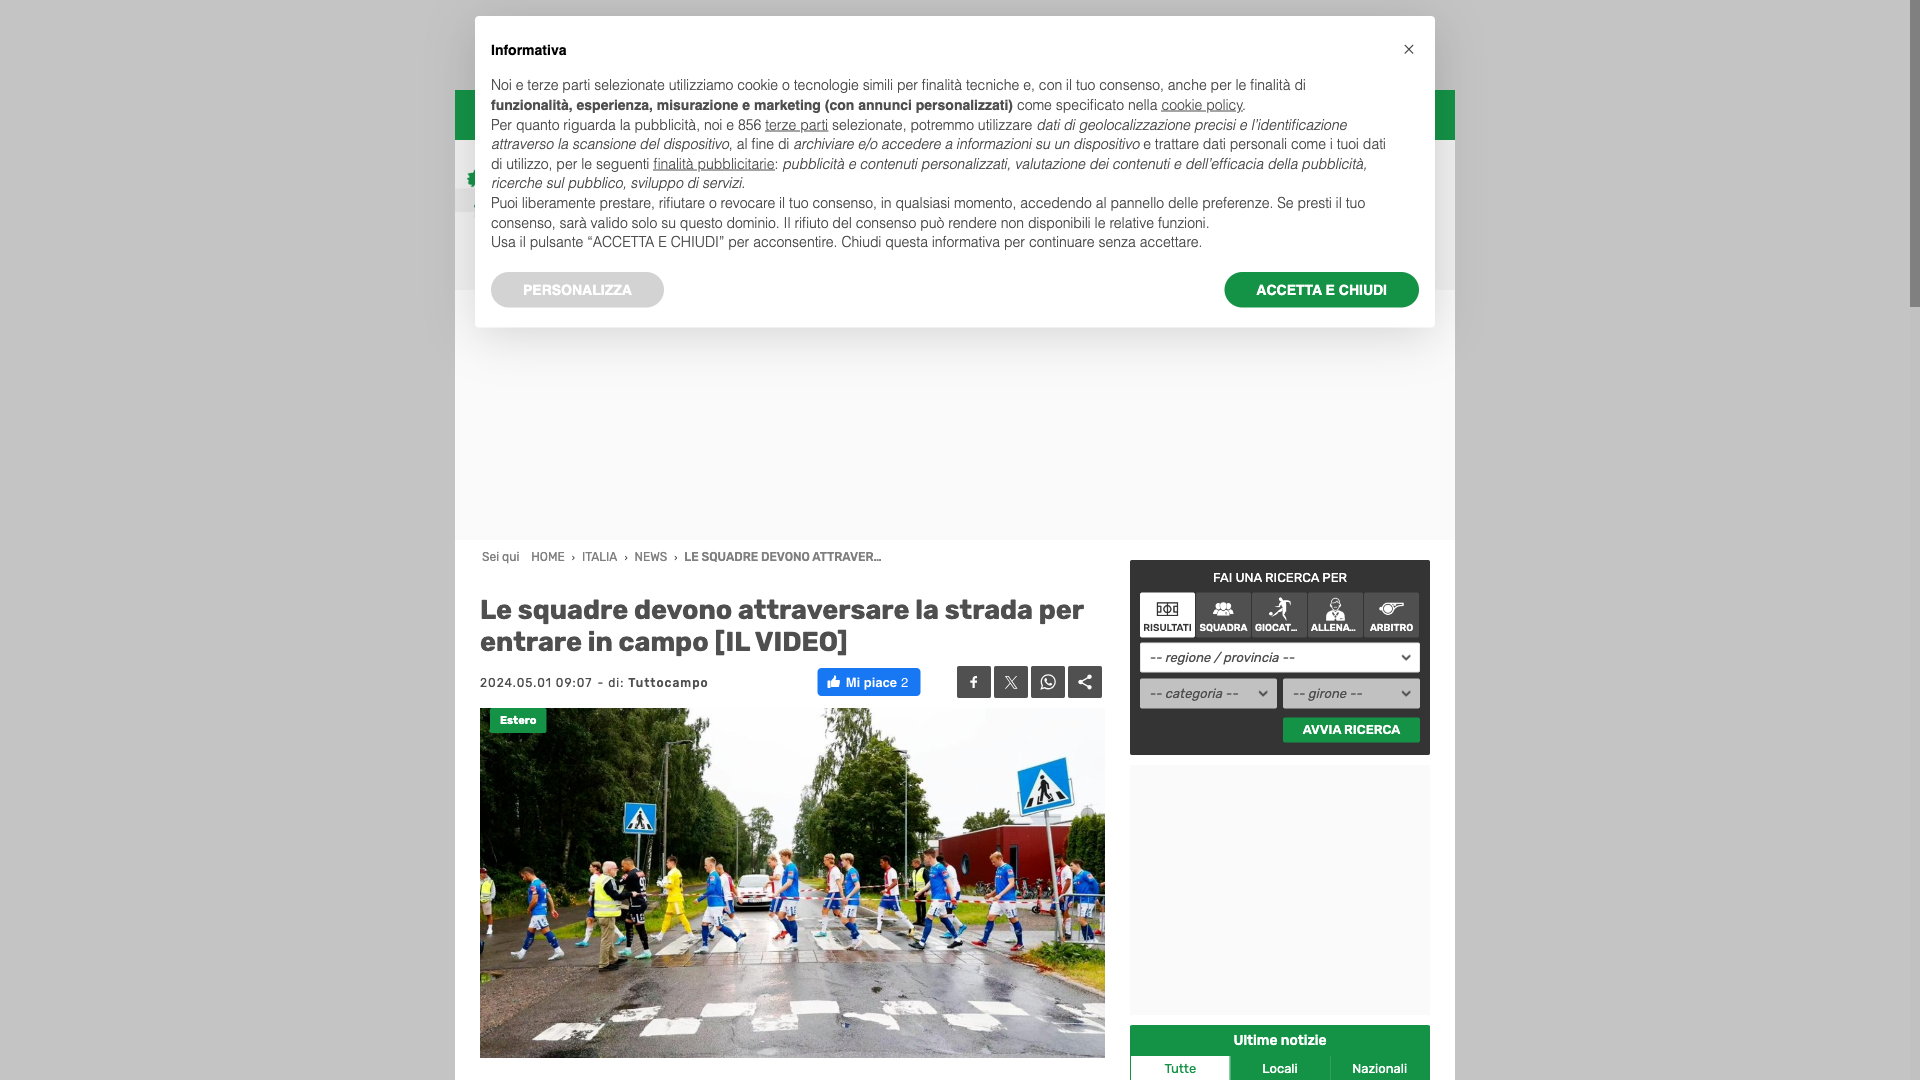 Informativa
×
Noi e terze parti selezionate utilizziamo cookie o tecnologie simili per finalità tecniche e, con il tuo consenso, anche per le finalità di
funzionalità, esperienza, misurazione e marketing (con annunci personalizzati) come specificato nella cookie policy.
Per quanto riguarda la pubblicità, noi e 856 terze parti selezionate, potremmo utilizzare dati di geolocalizzazione precisi e l’identificazione
attraverso la scansione del dispositivo, al fine di archiviare e/o accedere a informazioni su un dispositivo e trattare dati personali come i tuoi dati
di utilizzo, per le seguenti finalità pubblicitarie: pubblicità e contenuti personalizzati, valutazione dei contenuti e dell’efficacia della pubblicità,
ricerche sul pubblico, sviluppo di servizi.
Puoi liberamente prestare, rifiutare o revocare il tuo consenso, in qualsiasi momento, accedendo al pannello delle preferenze. Se presti il tuo
consenso, sarà valido solo su questo dominio. Il rifiuto del consenso può rendere non disponibili le relative funzioni.
Usa il pulsante “ACCETTA E CHIUDI” per acconsentire. Chiudi questa informativa per continuare senza accettare.
PERSONALIZZA
ACCETTA E CHIUDI
Sei qui HOME › ITALIA › NEWS › LE SQUADRE DEVONO ATTRAVER...
Le squadre devono attraversare la strada per
entrare in campo [IL VIDEO]
2024.05.01 09:07 - di: Tuttocampo
Mi piace 2
Estero
FAI UNA RICERCA PER
RISULTATI SQUADRA GIOCAT... ALLENA... ARBITRO
-- regione / provincia --
-- categoria -- -- girone --
AVVIA RICERCA
Ultime notizie
Tutte Locali Nazionali